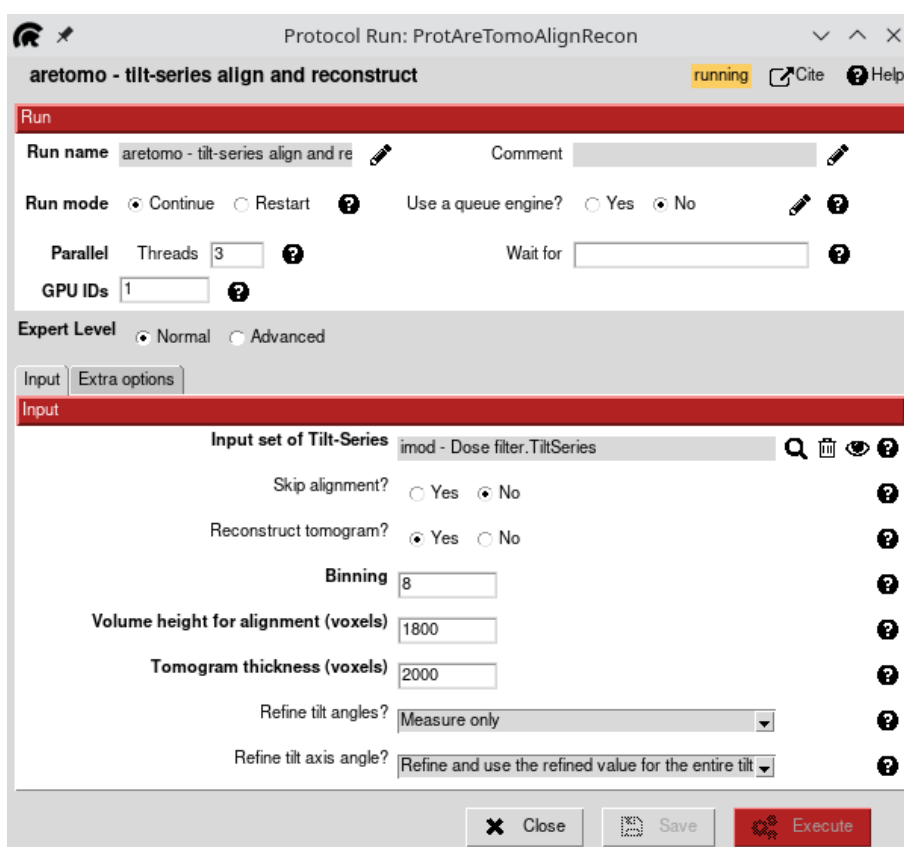 Protocol Run: ProtAreTomoAlignRecon
aretomo - tilt-series align and reconstruct running Cite Help
Run
Run name aretomo - tilt-series align and re Comment
Run mode Continue Restart Use a queue engine? Yes No
Parallel Threads 3 Wait for
GPU IDs 1
Expert Level Normal Advanced
Input Extra options
Input
Input set of Tilt-Series imod - Dose filter.TiltSeries
Skip alignment? Yes No
Reconstruct tomogram? Yes No
Binning 8
Volume height for alignment (voxels) 1800
Tomogram thickness (voxels) 2000
Refine tilt angles? Measure only
Refine tilt axis angle? Refine and use the refined value for the entire tilt
Close Save Execute